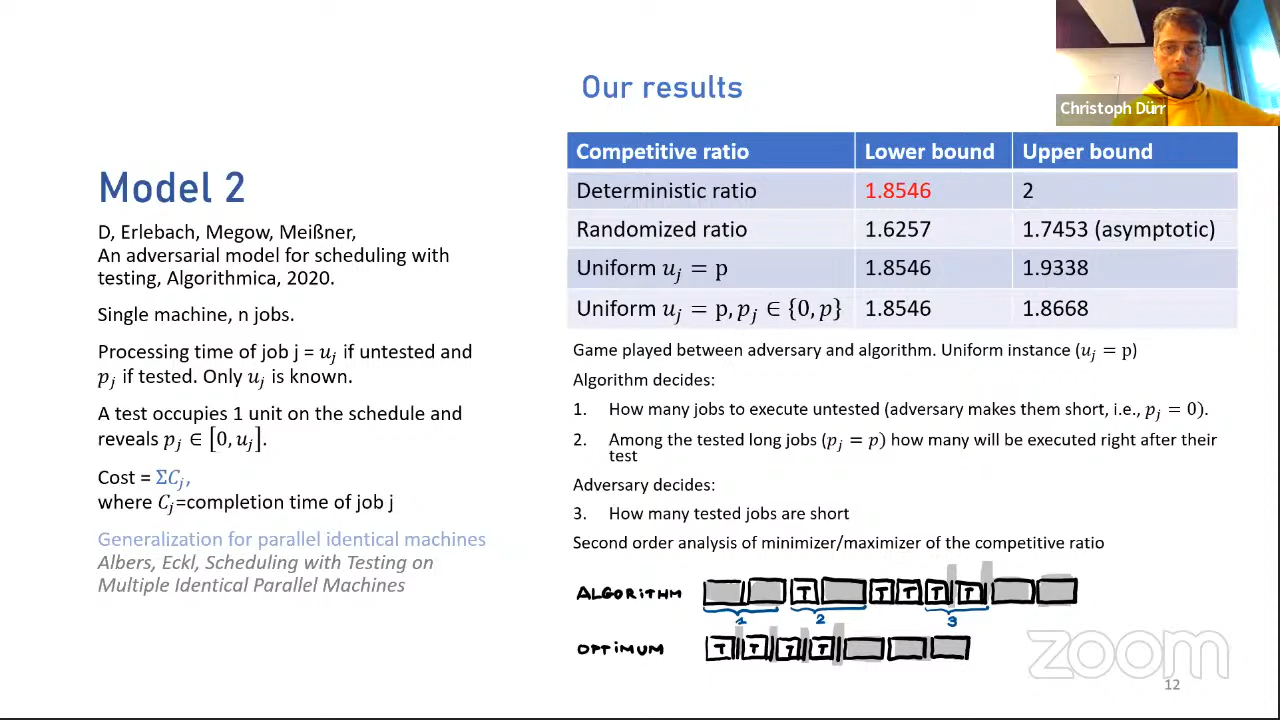 Our results
Christoph Dürr
Model 2
D, Erlebach, Megow, Meißner,
An adversarial model for scheduling with
testing, Algorithmica, 2020.
Single machine, n jobs.
Processing time of job j = u_j if untested and
p_j if tested. Only u_j is known.
A test occupies 1 unit on the schedule and
reveals p_j ∈ [0, u_j].
Cost = ΣC_j,
where C_j=completion time of job j
Generalization for parallel identical machines
Albers, Eckl, Scheduling with Testing on
Multiple Identical Parallel Machines
Competitive ratio Lower bound Upper bound
Deterministic ratio 1.8546 2
Randomized ratio 1.6257 1.7453 (asymptotic)
Uniform u_j = p 1.8546 1.9338
Uniform u_j = p, p_j ∈ {0, p} 1.8546 1.8668
Game played between adversary and algorithm. Uniform instance (u_j = p)
Algorithm decides:
1. How many jobs to execute untested (adversary makes them short, i.e., p_j = 0).
2. Among the tested long jobs (p_j = p) how many will be executed right after their
test
Adversary decides:
3. How many tested jobs are short
Second order analysis of minimizer/maximizer of the competitive ratio
ALGORITHM T T T T T
1 2 3
OPTIMUM T T T T
zoom
12